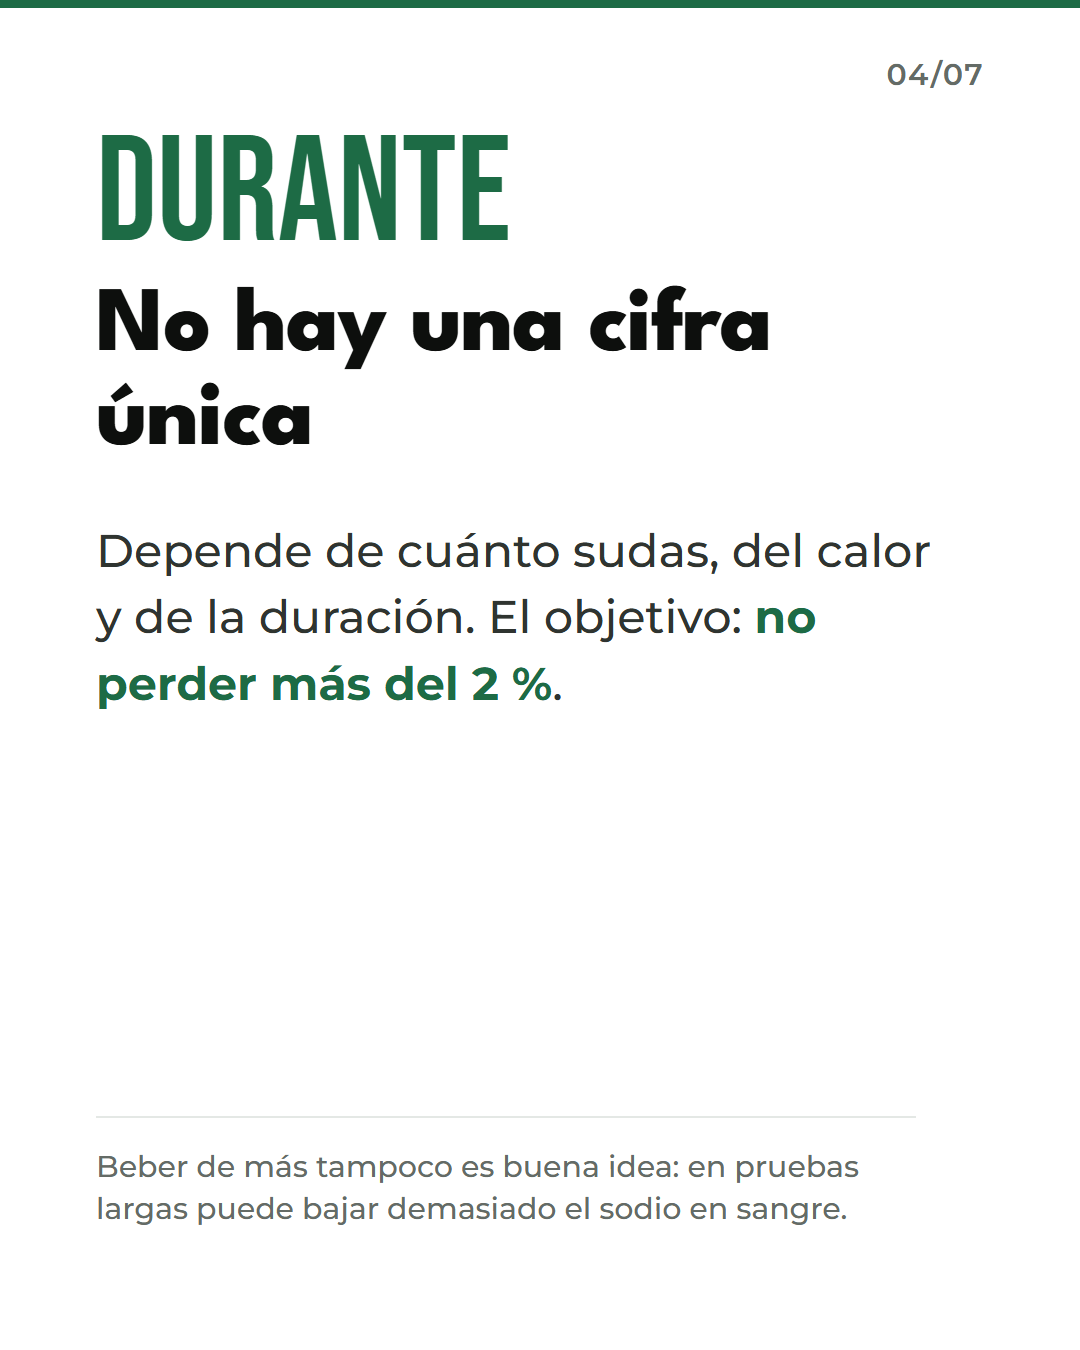 04/07
DURANTE
No hay una cifra
única
Depende de cuánto sudas, del calor
y de la duración. El objetivo: no
perder más del 2 %.
Beber de más tampoco es buena idea: en pruebas
largas puede bajar demasiado el sodio en sangre.